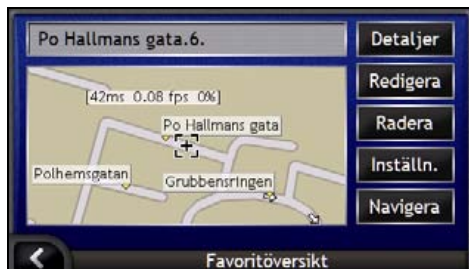 Po Hallmans gata.6.
Detaljer
Redigera
[42ms 0.08 fps 0%]
Po Hallmans gata
Radera
Polhemsgatan
Grubbensringen
Inställn.
Navigera
Favoritöversikt